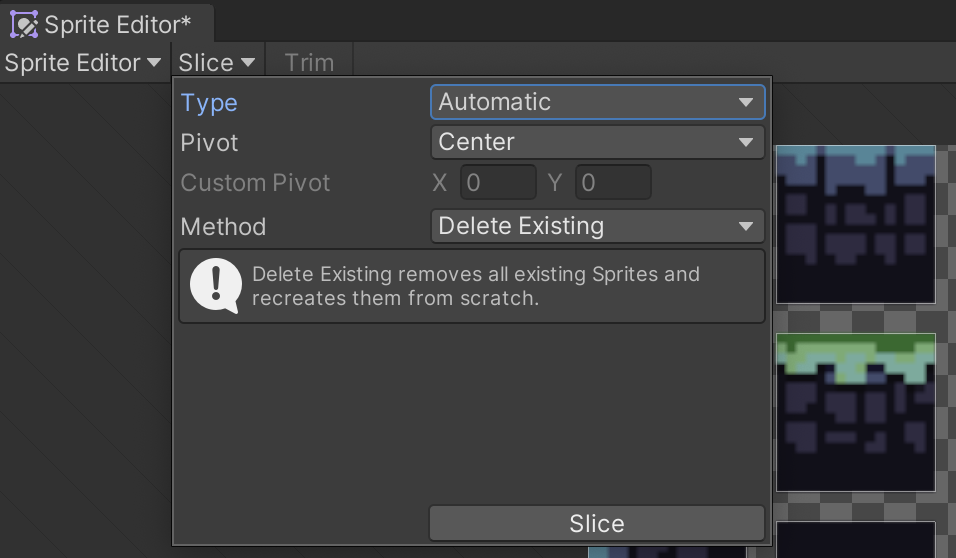 Sprite Editor*
Sprite Editor Slice Trim
Type Automatic
Pivot Center
Custom Pivot X 0 Y 0
Method Delete Existing
Delete Existing removes all existing Sprites and
recreates them from scratch.
Slice